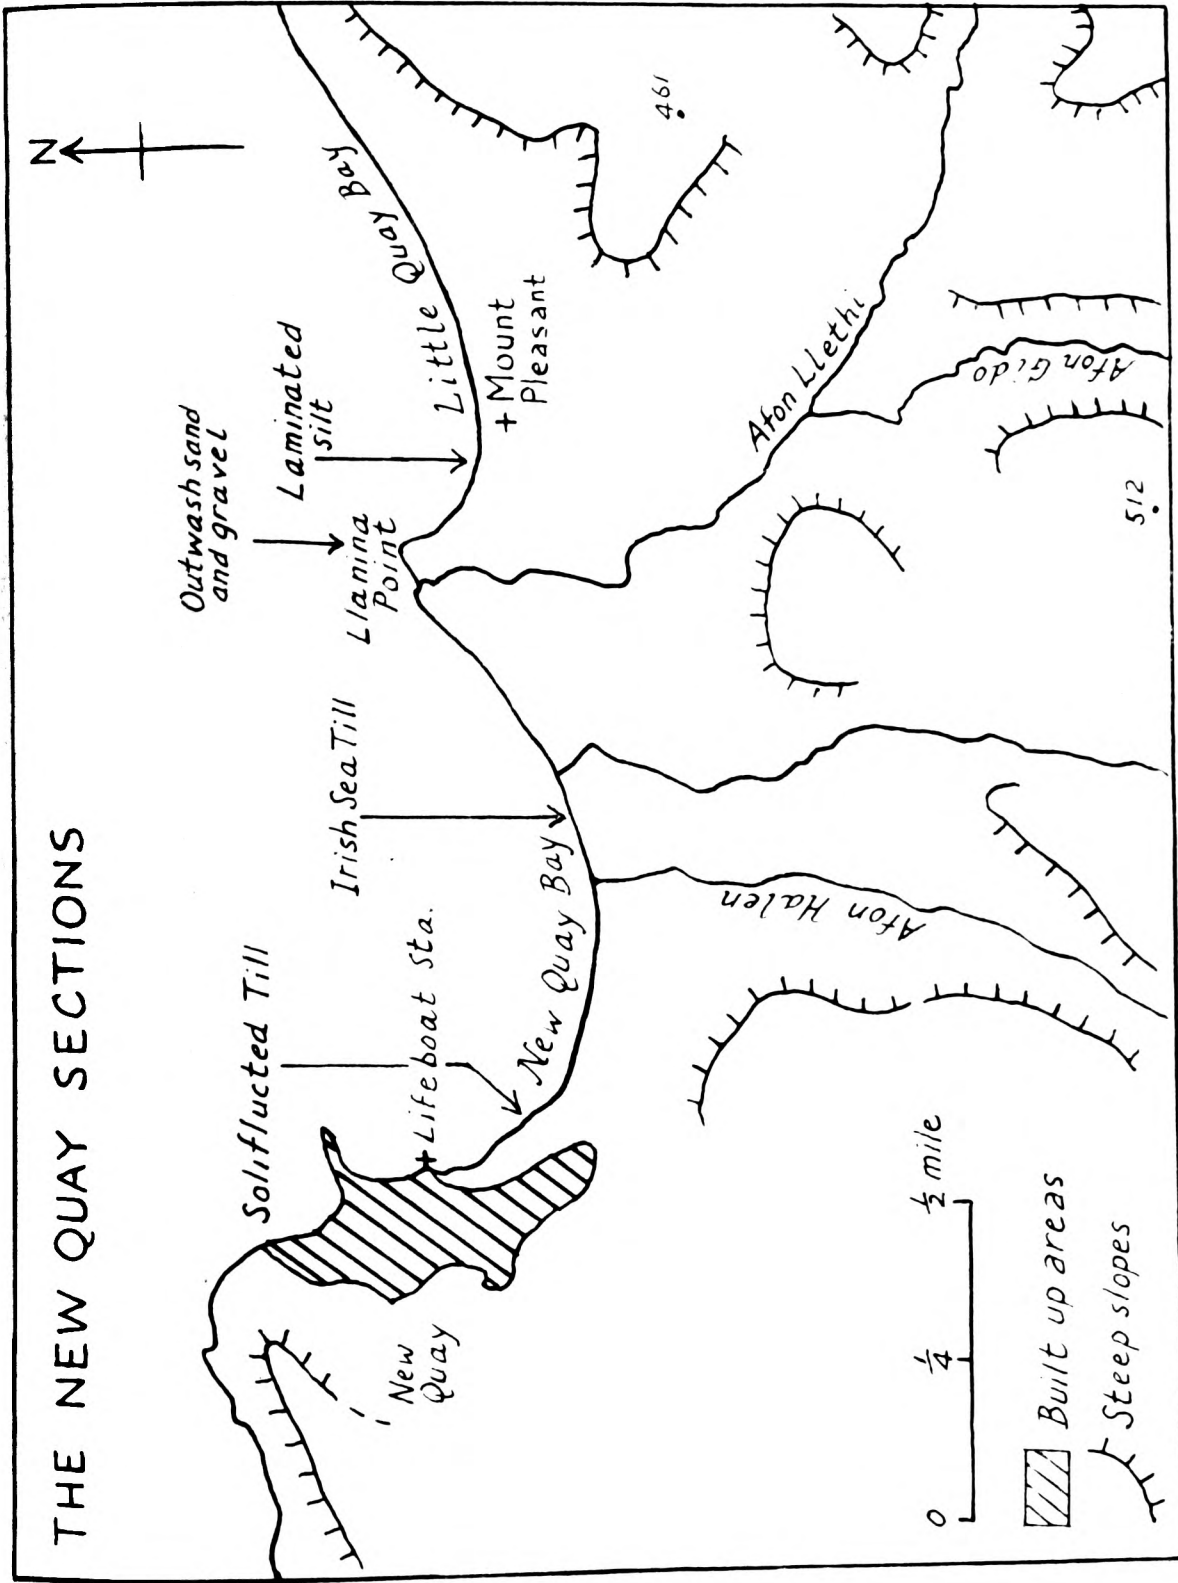 THE NEW QUAY SECTIONS
N
Soliflucted Till
Irish Sea Till
Outwash sand
and gravel
Laminated
silt
Lifeboat Sta.
Llanina
Point
Little Quay Bay
New Quay Bay
Mount
Pleasant
New
Quay
461
Afon Halen
Afon Llethi
Afon Gido
512
0
1/4
1/2 mile
Built up areas
Steep slopes